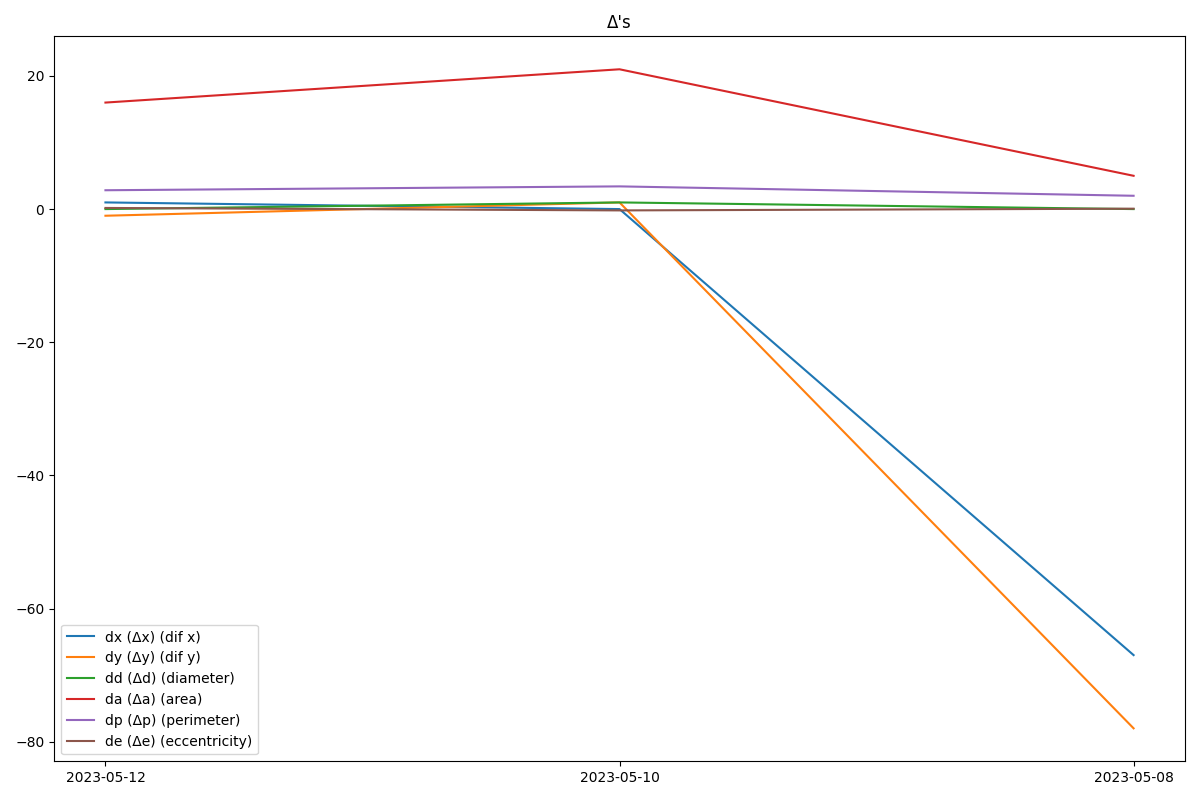 Δ's
20
0
−20
−40
−60
−80
dx (Δx) (dif x)
dy (Δy) (dif y)
dd (Δd) (diameter)
da (Δa) (area)
dp (Δp) (perimeter)
de (Δe) (eccentricity)
2023-05-12 2023-05-10 2023-05-08